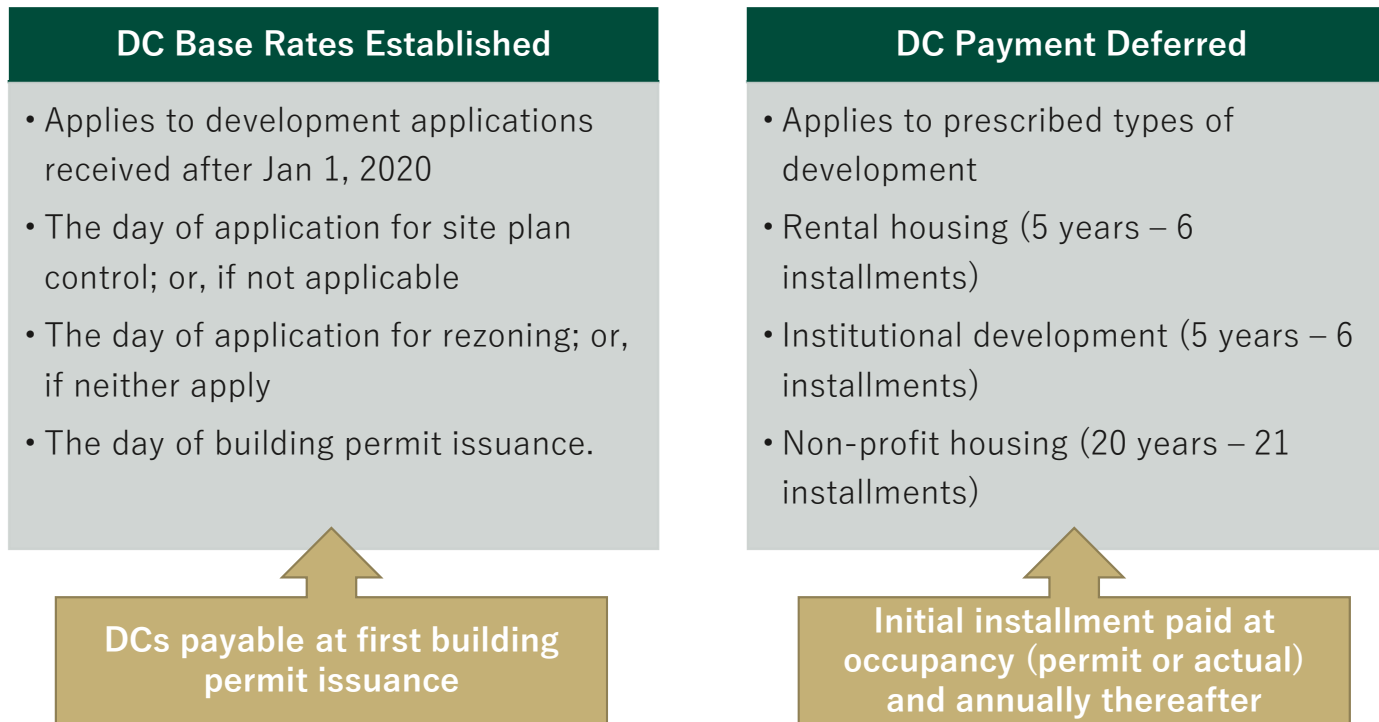 DC Base Rates Established
• Applies to development applications
received after Jan 1, 2020
• The day of application for site plan
control; or, if not applicable
• The day of application for rezoning; or,
if neither apply
• The day of building permit issuance.
DCs payable at first building
permit issuance
DC Payment Deferred
• Applies to prescribed types of
development
• Rental housing (5 years – 6
installments)
• Institutional development (5 years – 6
installments)
• Non-profit housing (20 years – 21
installments)
Initial installment paid at
occupancy (permit or actual)
and annually thereafter